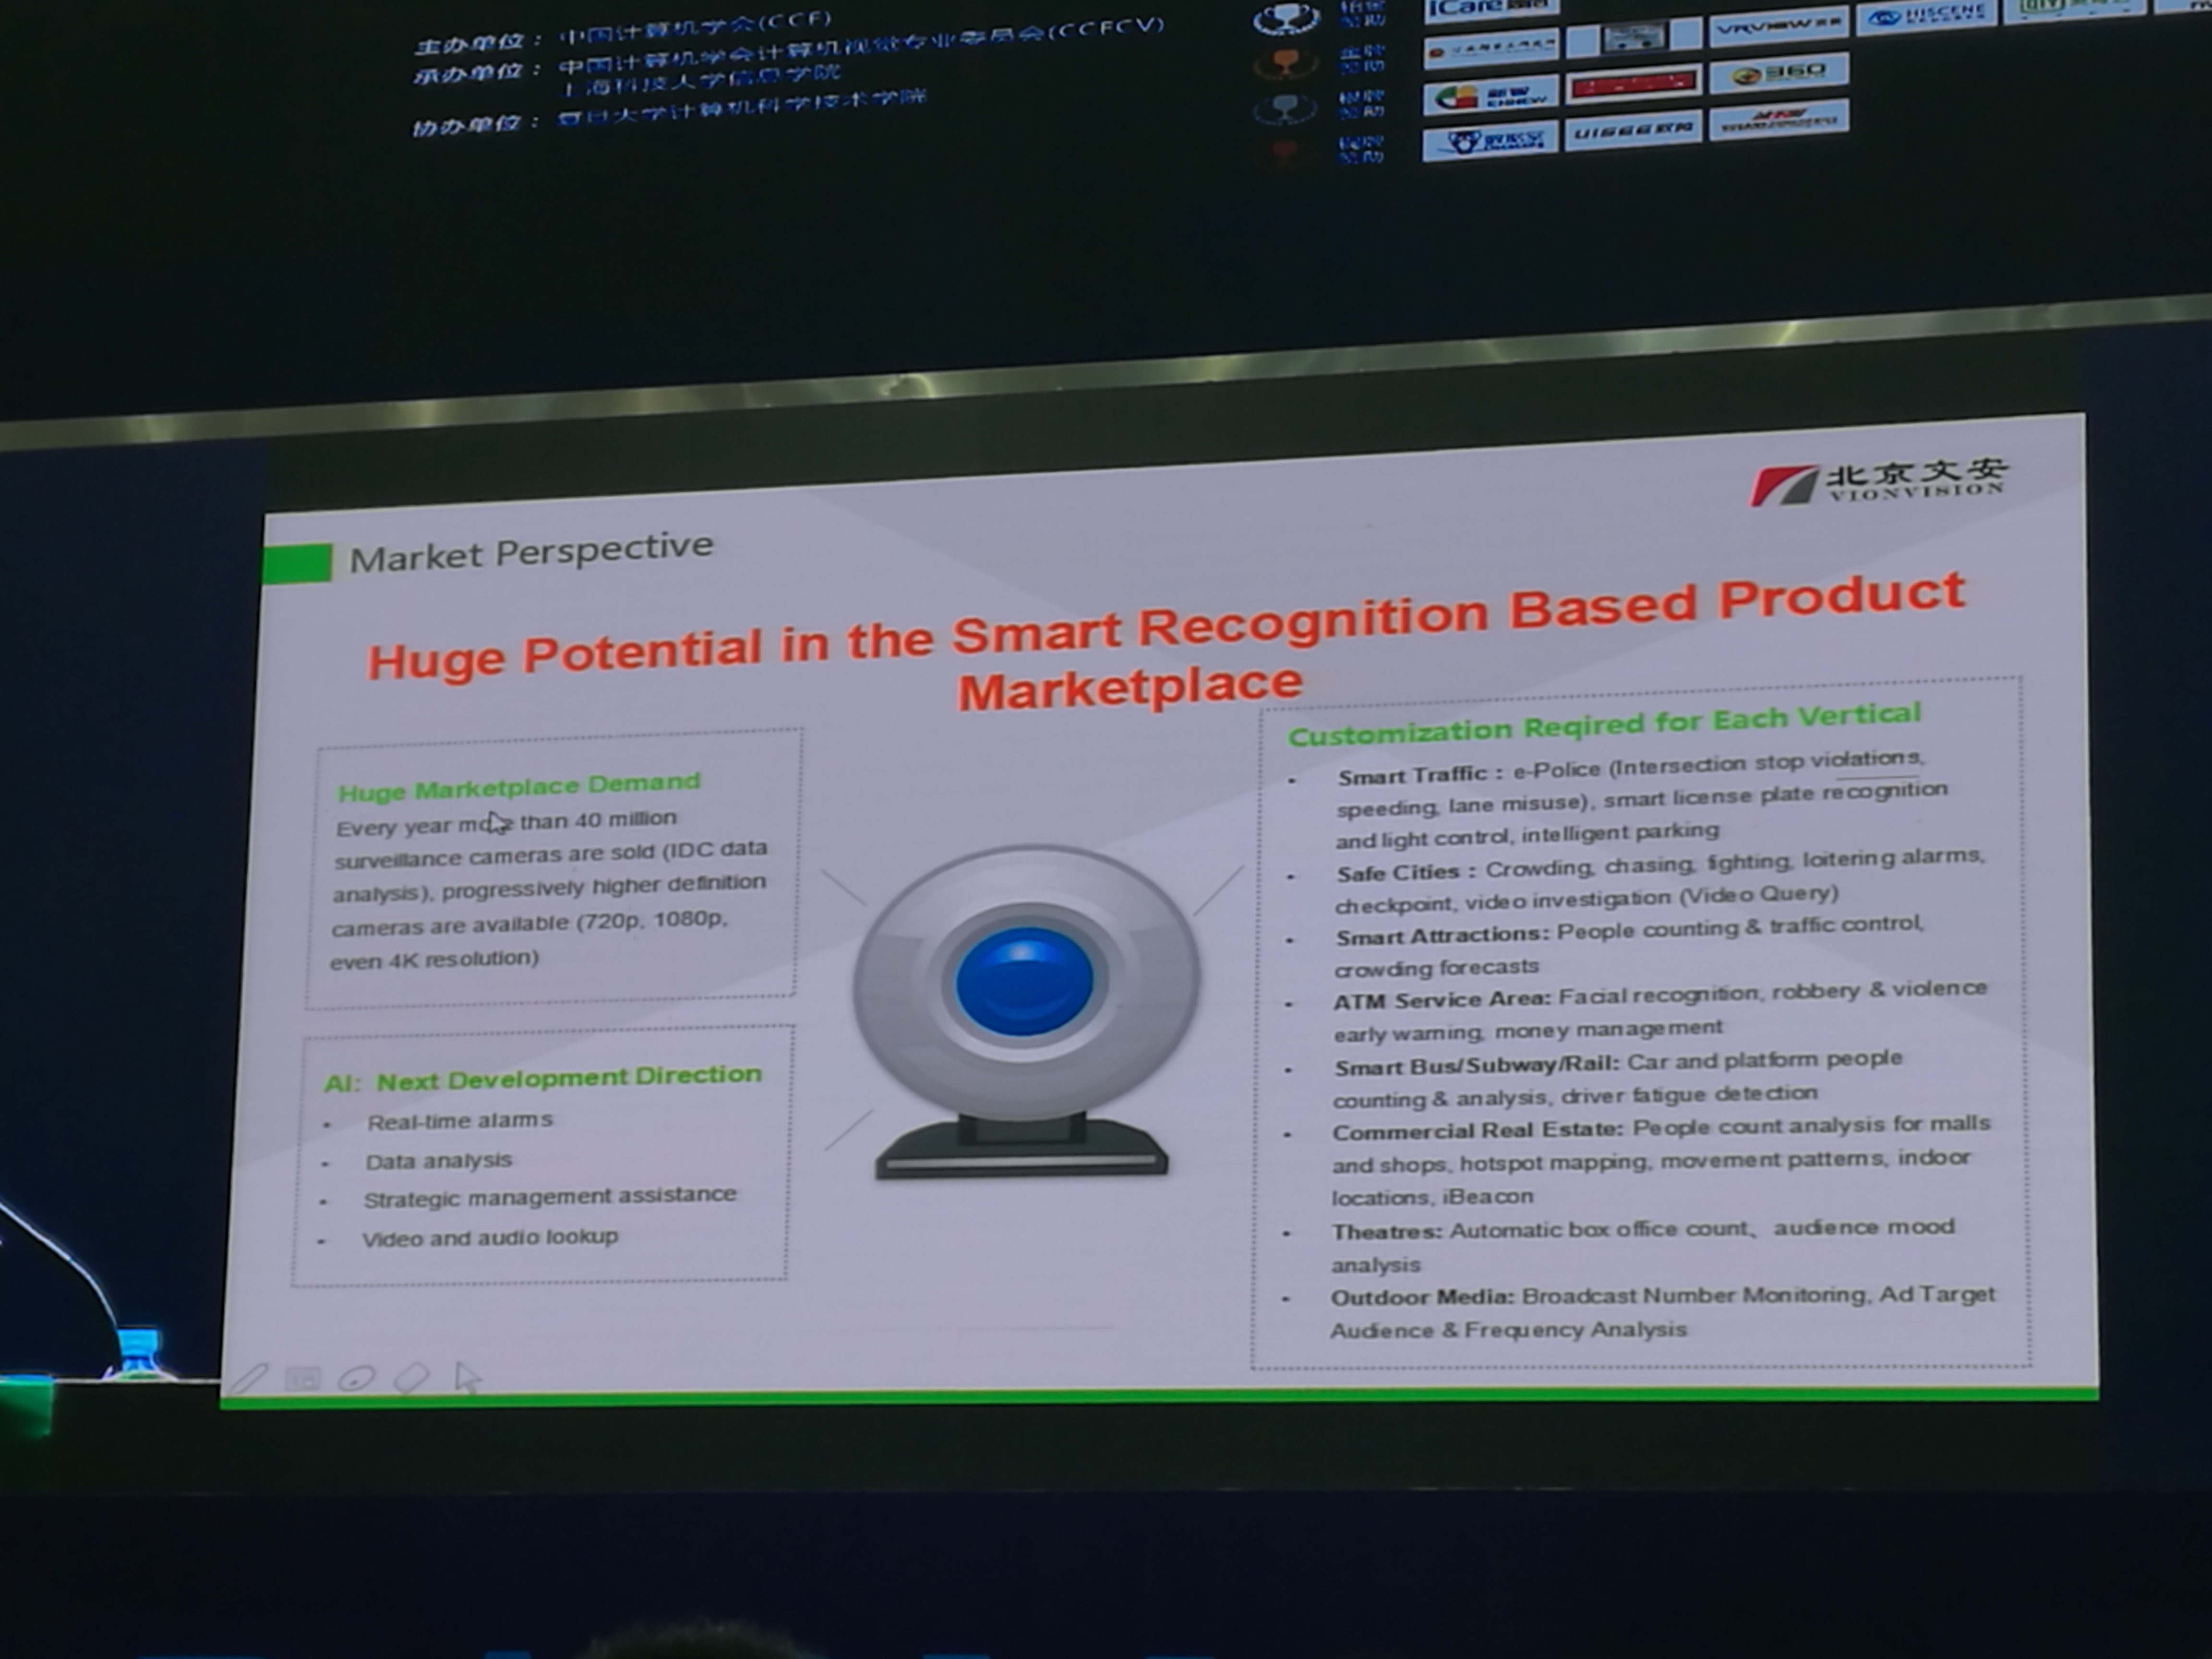 主办单位： 中国计算机学会(CCF)
承办单位： 中国计算机学会计算机视觉专业委员会(CCFCV)
上海科技大学信息学院
协办单位： 复旦大学计算机科学技术学院
iCare
VRVIEW
HISCENE
360
UISEE
北京文安
VIONVISION
Market Perspective
Huge Potential in the Smart Recognition Based Product
Marketplace
Huge Marketplace Demand
Every year more than 40 million
surveillance cameras are sold (IDC data
analysis), progressively higher definition
cameras are available (720p, 1080p,
even 4K resolution)
AI: Next Development Direction
• Real-time alarms
• Data analysis
• Strategic management assistance
• Video and audio lookup
Customization Reqired for Each Vertical
• Smart Traffic : e-Police (Intersection stop violations,
speeding, lane misuse), smart license plate recognition
and light control, intelligent parking
• Safe Cities : Crowding, chasing, fighting, loitering alarms,
checkpoint, video investigation (Video Query)
• Smart Attractions: People counting & traffic control,
crowding forecasts
• ATM Service Area: Facial recognition, robbery & violence
early warning, money management
• Smart Bus/Subway/Rail: Car and platform people
counting & analysis, driver fatigue detection
• Commercial Real Estate: People count analysis for malls
and shops, hotspot mapping, movement patterns, indoor
locations, iBeacon
• Theatres: Automatic box office count、 audience mood
analysis
• Outdoor Media: Broadcast Number Monitoring, Ad Target
Audience & Frequency Analysis